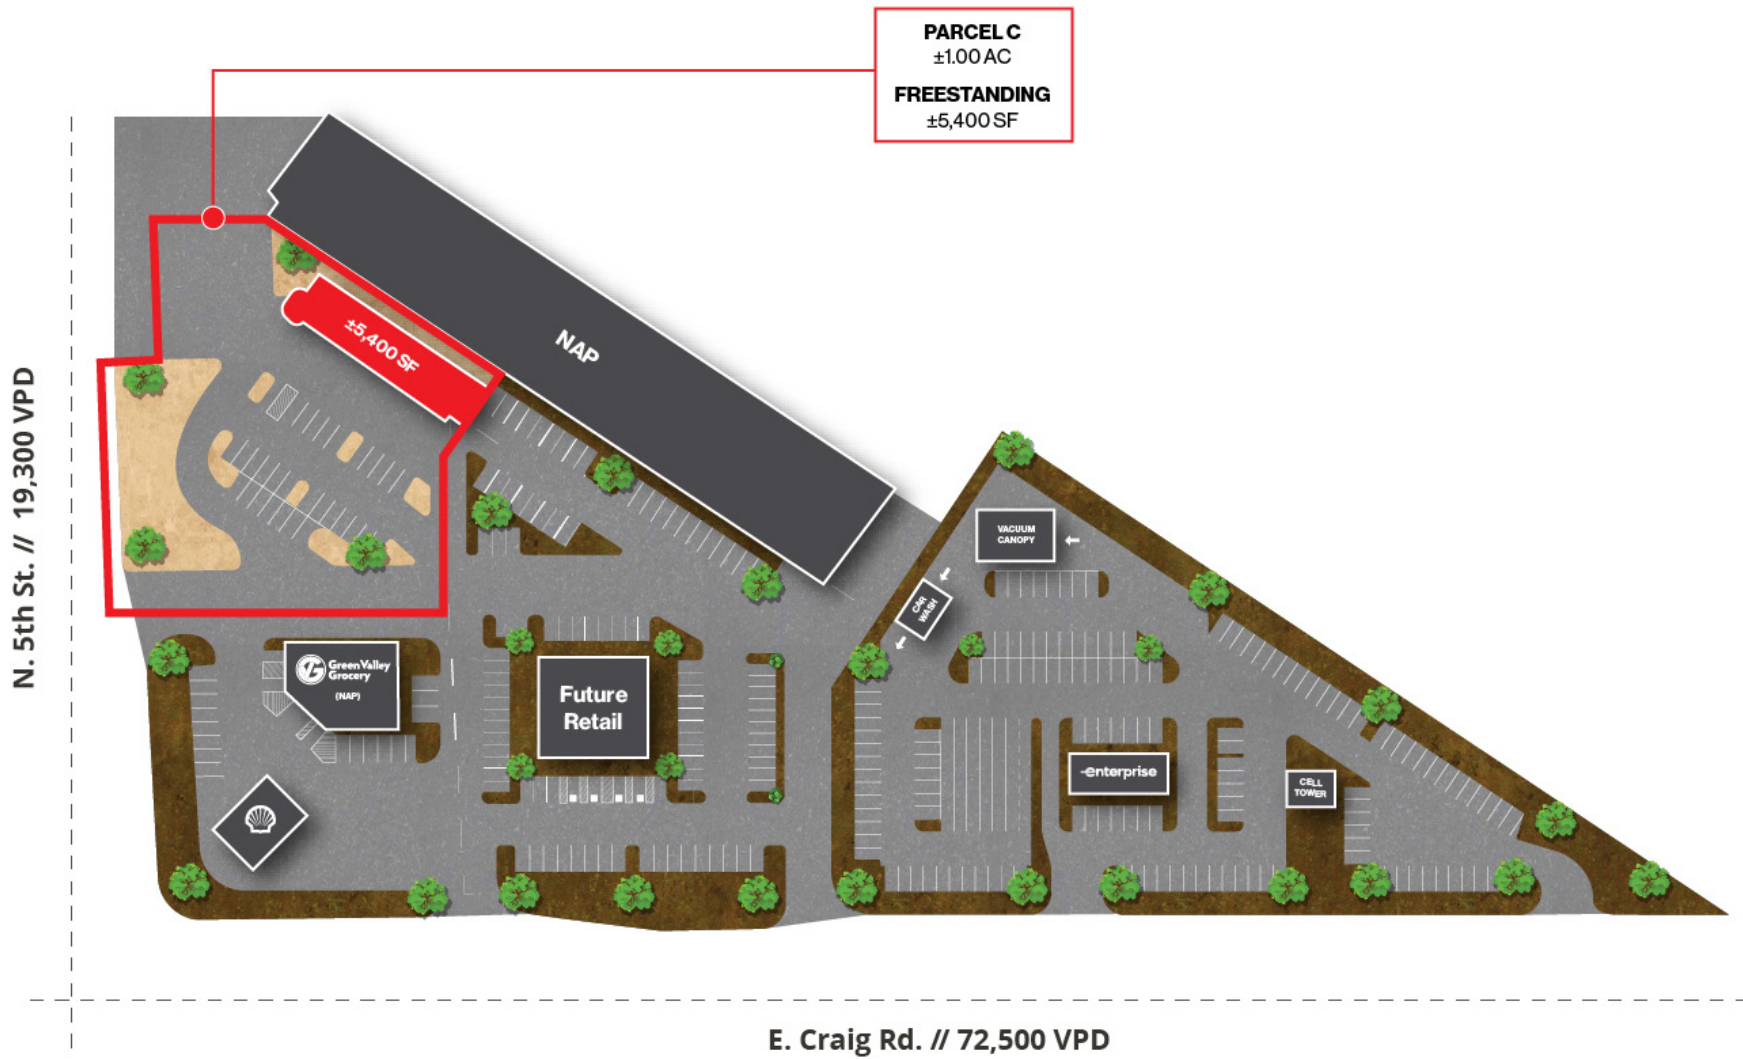 PARCEL C
±1.00 AC
FREESTANDING
±5,400 SF
NAP
±5,400 SF
N. 5th St. // 19,300 VPD
VACUUM
CANOPY
CAR
WASH
Green Valley
Grocery
(NAP)
Future
Retail
enterprise
CELL
TOWER
E. Craig Rd. // 72,500 VPD